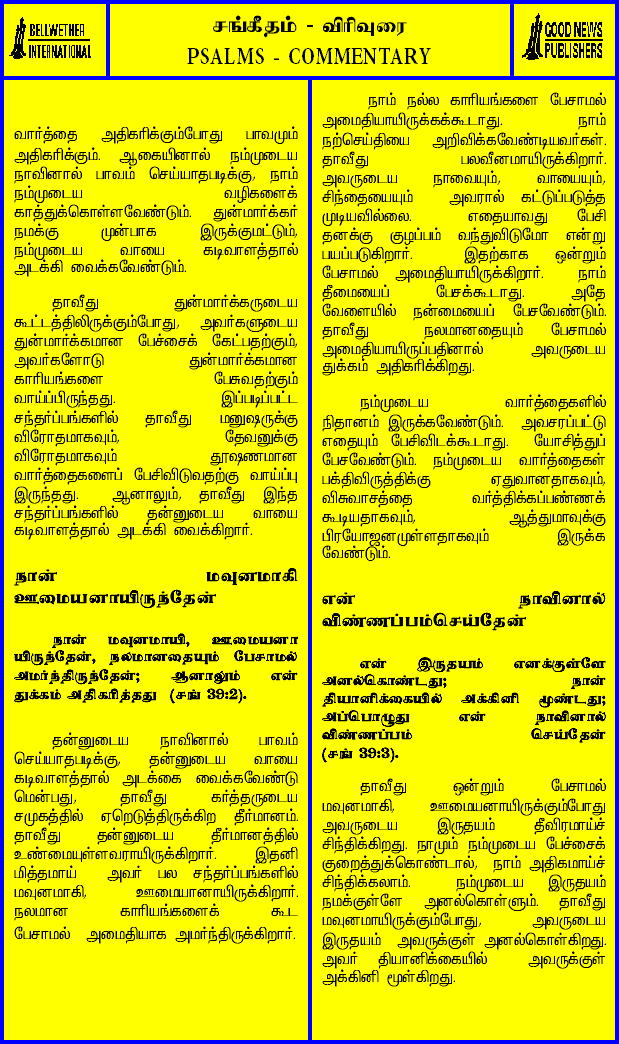 BELLWETHER
INTERNATIONAL
சங்கீதம் - விரிவுரை
PSALMS - COMMENTARY
GOOD NEWS
PUBLISHERS
வார்த்தை அதிகரிக்கும்போது பாவமும்
அதிகரிக்கும். ஆகையினால் நம்முடைய
நாவினால் பாவம் செய்யாதபடிக்கு, நாம்
நம்முடைய வழிகளைக்
காத்துக்கொள்ளவேண்டும். துன்மார்க்கர்
நமக்கு முன்பாக இருக்குமட்டும்,
நம்முடைய வாயை கடிவாளத்தால்
அடக்கி வைக்கவேண்டும்.
தாவீது துன்மார்க்கருடைய
கூட்டத்திலிருக்கும்போது, அவர்களுடைய
துன்மார்க்கமான பேச்சைக் கேட்பதற்கும்,
அவர்களோடு துன்மார்க்கமான
காரியங்களை பேசுவதற்கும்
வாய்ப்பிருந்தது. இப்படிப்பட்ட
சந்தர்ப்பங்களில் தாவீது மனுஷருக்கு
விரோதமாகவும், தேவனுக்கு
விரோதமாகவும் தூஷணமான
வார்த்தைகளைப் பேசிவிடுவதற்கு வாய்ப்பு
இருந்தது. ஆனாலும், தாவீது இந்த
சந்தர்ப்பங்களில் தன்னுடைய வாயை
கடிவாளத்தால் அடக்கி வைக்கிறார்.
நான் மவுனமாகி
ஊமையனாயிருந்தேன்
நான் மவுனமாயி, ஊமையனா
யிருந்தேன், நலமானதையும் பேசாமல்
அமர்ந்திருந்தேன்; ஆனாலும் என்
துக்கம் அதிகரித்தது (சங் 39:2).
தன்னுடைய நாவினால் பாவம்
செய்யாதபடிக்கு, தன்னுடைய வாயை
கடிவாளத்தால் அடக்கை வைக்கவேண்டு
மென்பது, தாவீது கர்த்தருடைய
சமுகத்தில் ஏறெடுத்திருக்கிற தீர்மானம்.
தாவீது தன்னுடைய தீர்மானத்தில்
உண்மையுள்ளவராயிருக்கிறார். இதனி
மித்தமாய் அவர் பல சந்தர்ப்பங்களில்
மவுனமாகி, ஊமையானாயிருக்கிறார்.
நலமான காரியங்களைக் கூட
பேசாமல் அமைதியாக அமர்ந்திருக்கிறார்.
நாம் நல்ல காரியங்களை பேசாமல்
அமைதியாயிருக்கக்கூடாது. நாம்
நற்செய்தியை அறிவிக்கவேண்டியவர்கள்.
தாவீது பலவீனமாயிருக்கிறார்.
அவருடைய நாவையும், வாயையும்,
சிந்தையையும் அவரால் கட்டுப்படுத்த
முடியவில்லை. எதையாவது பேசி
தனக்கு குழப்பம் வந்துவிடுமோ என்று
பயப்படுகிறார். இதற்காக ஒன்றும்
பேசாமல் அமைதியாயிருக்கிறார். நாம்
தீமையைப் பேசக்கூடாது. அதே
வேளையில் நன்மையைப் பேசவேண்டும்.
தாவீது நலமானதையும் பேசாமல்
அமைதியாயிருப்பதினால் அவருடைய
துக்கம் அதிகரிக்கிறது.
நம்முடைய வார்த்தைகளில்
நிதானம் இருக்கவேண்டும். அவசரப்பட்டு
எதையும் பேசிவிடக்கூடாது. யோசித்துப்
பேசவேண்டும். நம்முடைய வார்த்தைகள்
பக்திவிருத்திக்கு ஏதுவானதாகவும்,
விசுவாசத்தை வர்த்திக்கப்பண்ணக்
கூடியதாகவும், ஆத்துமாவுக்கு
பிரயோஜனமுள்ளதாகவும் இருக்க
வேண்டும்.
என் நாவினால்
விண்ணப்பம்செய்தேன்
என் இருதயம் எனக்குள்ளே
அனல்கொண்டது; நான்
தியானிக்கையில் அக்கினி மூண்டது;
அப்பொழுது என் நாவினால்
விண்ணப்பம் செய்தேன்
(சங் 39:3).
தாவீது ஒன்றும் பேசாமல்
மவுனமாகி, ஊமையனாயிருக்கும்போது
அவருடைய இருதயம் தீவிரமாய்ச்
சிந்திக்கிறது. நாமும் நம்முடைய பேச்சைக்
குறைத்துக்கொண்டால், நாம் அதிகமாய்ச்
சிந்திக்கலாம். நம்முடைய இருதயம்
நமக்குள்ளே அனல்கொள்ளும். தாவீது
மவுனமாயிருக்கும்போது, அவருடைய
இருதயம் அவருக்குள் அனல்கொள்கிறது.
அவர் தியானிக்கையில் அவருக்குள்
அக்கினி மூள்கிறது.